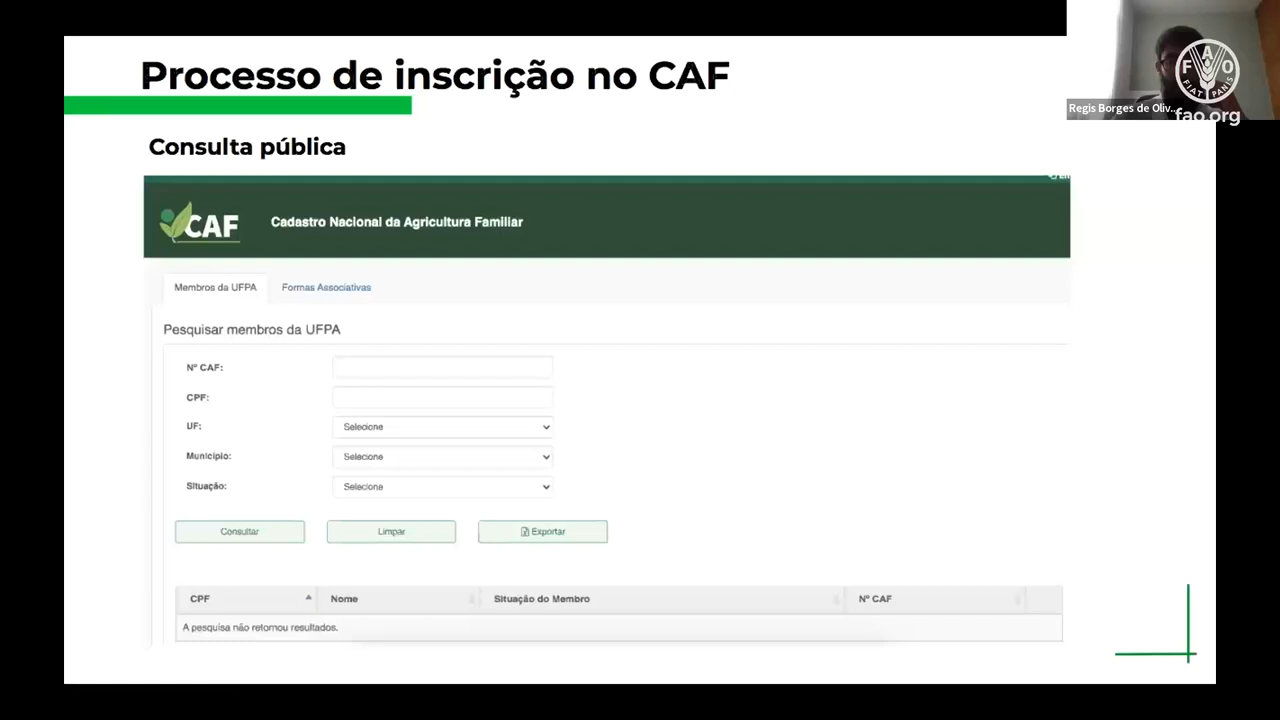 Processo de inscrição no CAF
FAO
FIAT PANIS
Regis Borges de Oliv...
fao.org
Consulta pública
CAF
Cadastro Nacional da Agricultura Familiar
Membros da UFPA
Formas Associativas
Pesquisar membros da UFPA
Nº CAF:
CPF:
UF:
Selecione
Município:
Selecione
Situação:
Selecione
Consultar
Limpar
Exportar
CPF
Nome
Situação do Membro
Nº CAF
A pesquisa não retornou resultados.